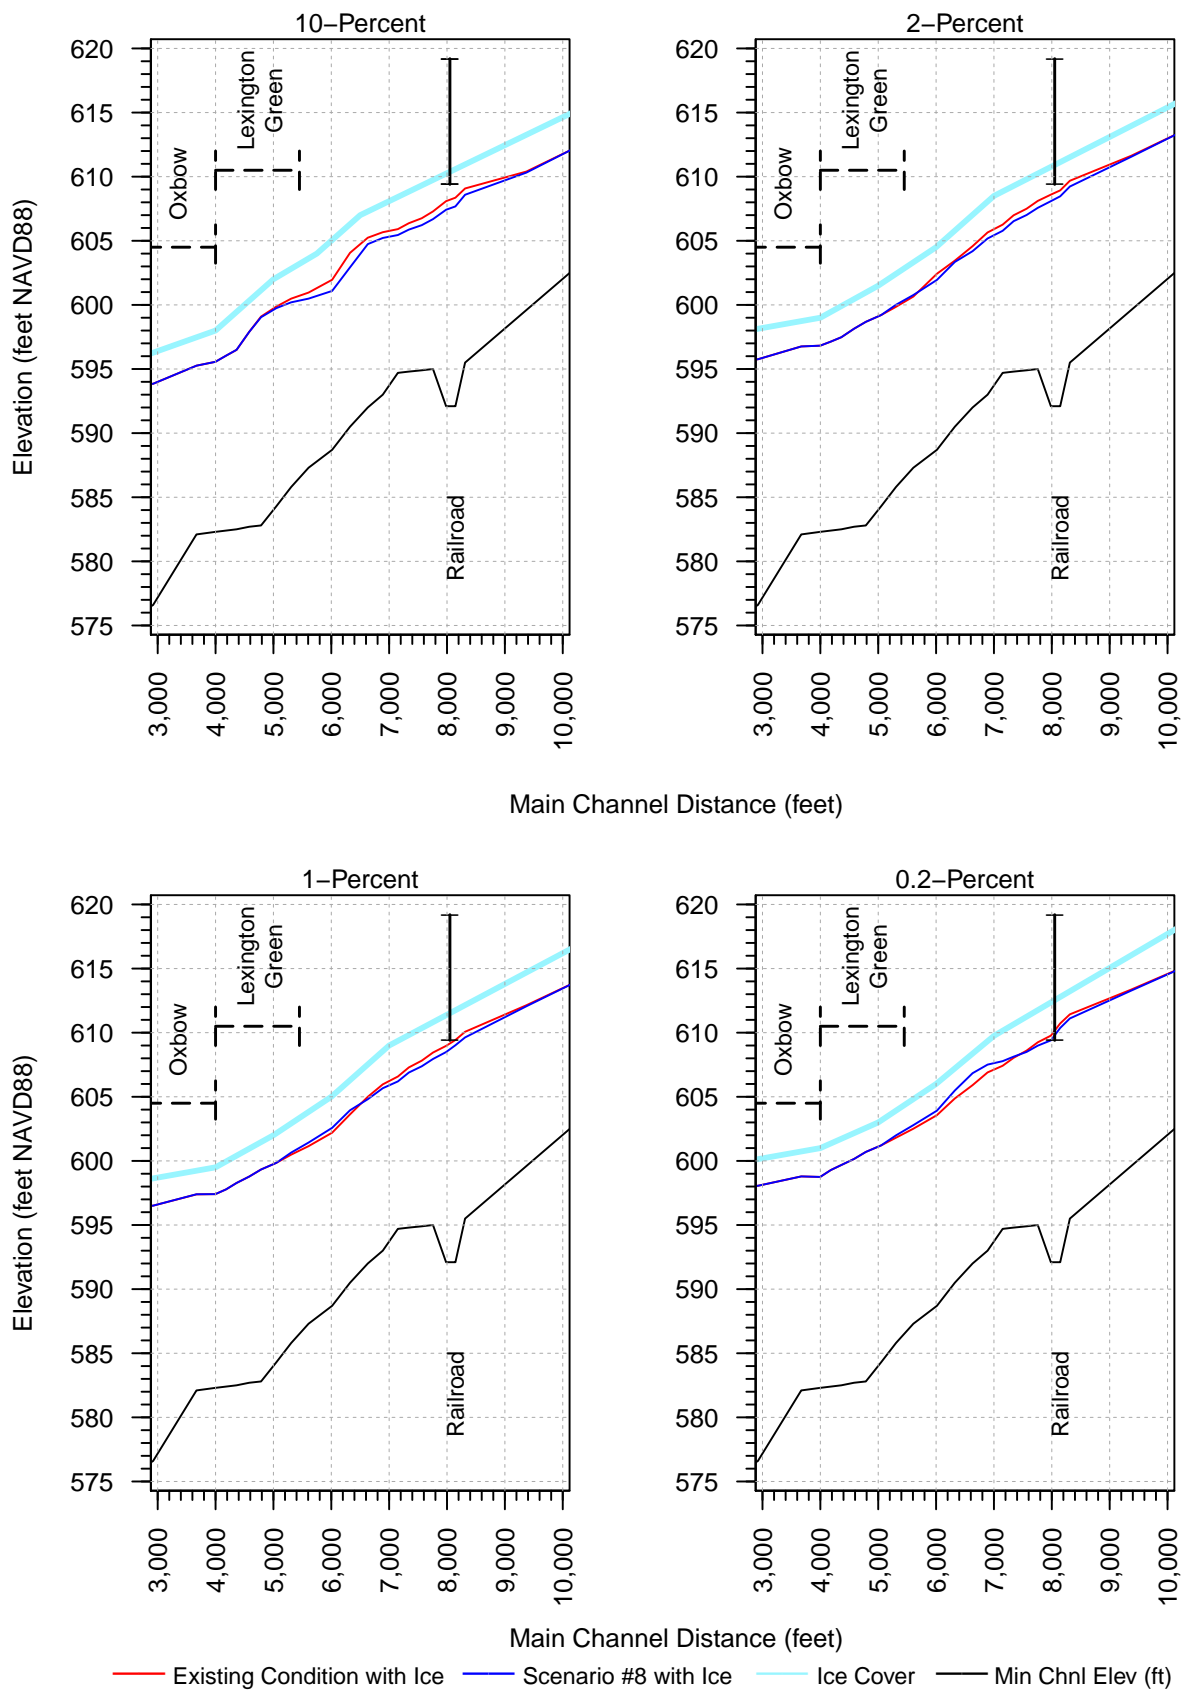 10−Percent
2−Percent
620
615
610
605
600
595
590
585
580
575
Elevation (feet NAVD88)
Oxbow
Lexington
Green
Railroad
3,000
4,000
5,000
6,000
7,000
8,000
9,000
10,000
620
615
610
605
600
595
590
585
580
575
Oxbow
Lexington
Green
Railroad
3,000
4,000
5,000
6,000
7,000
8,000
9,000
10,000
Main Channel Distance (feet)
1−Percent
0.2−Percent
620
615
610
605
600
595
590
585
580
575
Elevation (feet NAVD88)
Oxbow
Lexington
Green
Railroad
3,000
4,000
5,000
6,000
7,000
8,000
9,000
10,000
620
615
610
605
600
595
590
585
580
575
Oxbow
Lexington
Green
Railroad
3,000
4,000
5,000
6,000
7,000
8,000
9,000
10,000
Main Channel Distance (feet)
Existing Condition with Ice Scenario #8 with Ice Ice Cover Min Chnl Elev (ft)